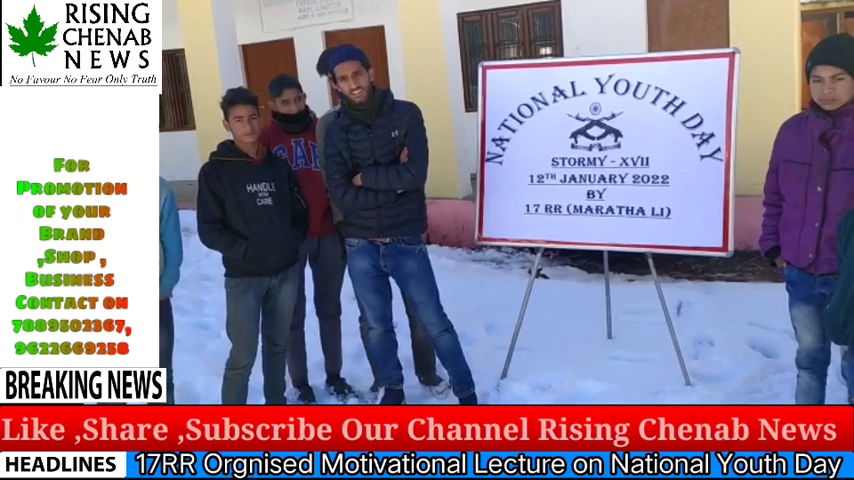 RISING
CHENAB
NEWS
No Favour No Fear Only Truth
For
Promotion
of your
Brand
,Shop ,
Business
Contact on
7889502267,
9622669258
HANDLE
WITH
CARE
GAP
NATIONAL YOUTH DAY
STORMY - XVII
12TH JANUARY 2022
BY
17 RR (MARATHA LI)
BREAKING NEWS
Like ,Share ,Subscribe Our Channel Rising Chenab News
HEADLINES
17RR Orgnised Motivational Lecture on National Youth Day